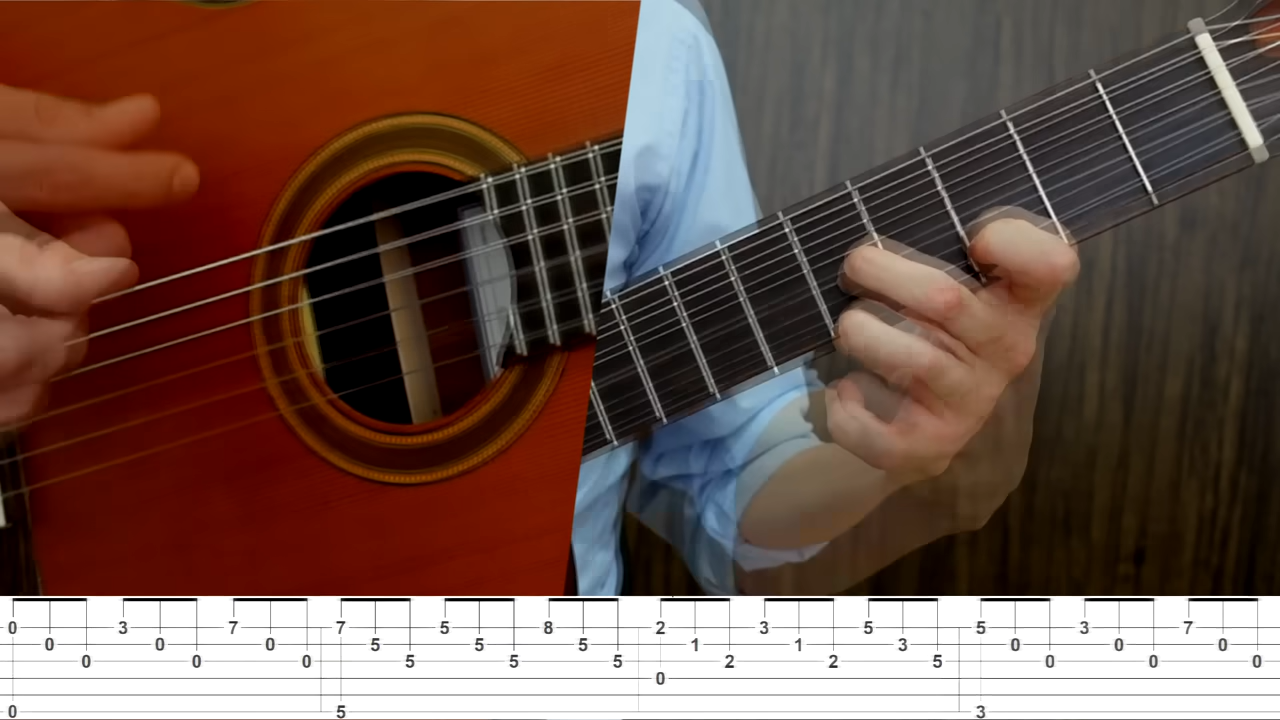 0 3 7 7 5 8 2 3 5 5 3 7
0 0 0 5 5 5 1 1 3 0 0 0
0 0 0 5 5 5 2 2 5 0 0 0
0
0 5 3